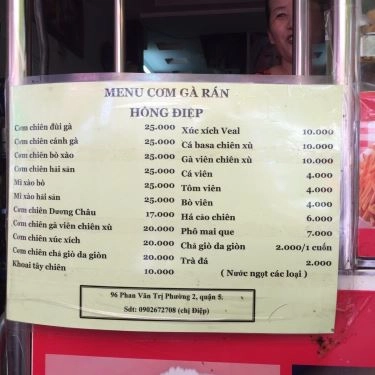 MENU CƠM GÀ RÁN
HỒNG ĐIỆP
Cơm chiên đùi gà 25.000
Cơm chiên cánh gà 25.000
Cơm chiên bò xào 25.000
Cơm chiên hải sản 25.000
Mì xào bò 25.000
Mì xào hải sản 25.000
Cơm chiên Dương Châu 17.000
Cơm chiên gà viên chiên xù 20.000
Cơm chiên xúc xích 20.000
Cơm chiên chả giò da giòn 20.000
Khoai tây chiên 10.000
Xúc xích Veal 10.000
Cá basa chiên xù 10.000
Gà viên chiên xù 10.000
Cá viên 4.000
Tôm viên 4.000
Bò viên 4.000
Há cảo chiên 6.000
Phô mai que 7.000
Chả giò da giòn 2.000/1 cuốn
Trà đá 2.000
( Nước ngọt các loại )
96 Phan Văn Trị Phường 2, quận 5.
Sdt: 0902672708 (chị Điệp)